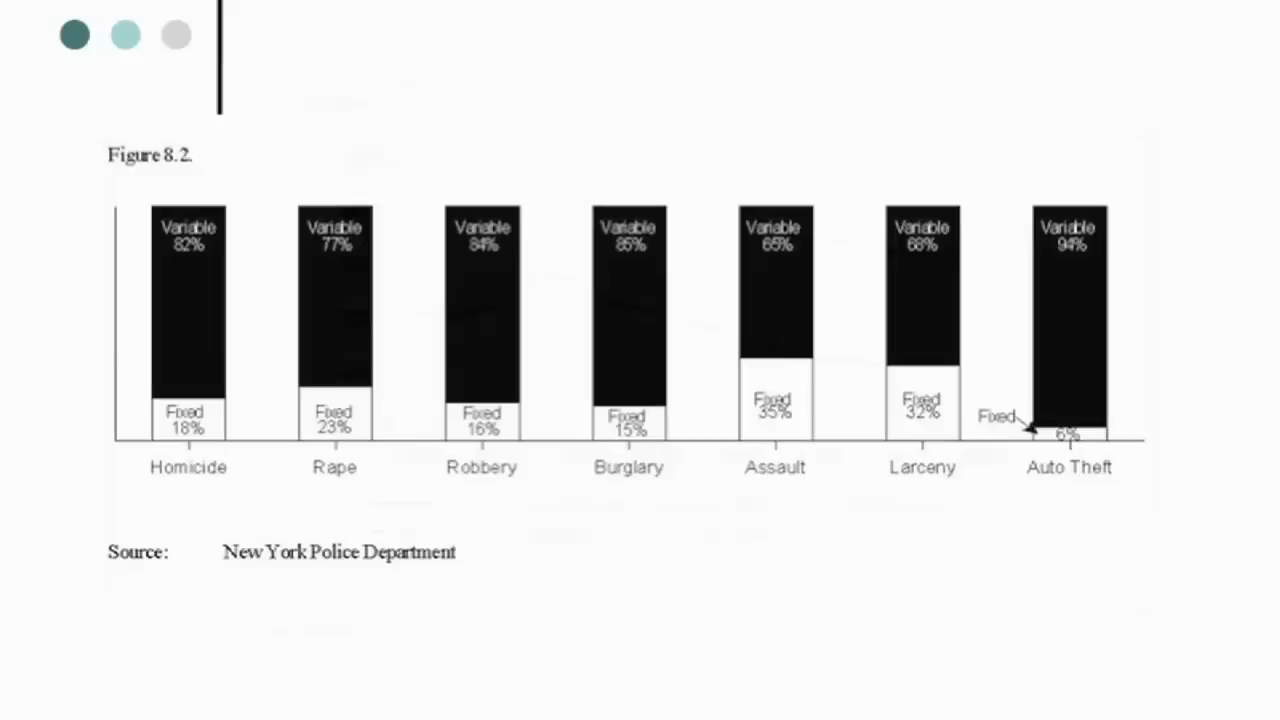 Figure 8.2.
Variable Variable Variable Variable Variable Variable Variable
82% 77% 84% 85% 65% 68% 94%
Fixed Fixed Fixed Fixed Fixed Fixed Fixed
18% 23% 16% 15% 35% 32% 6%
Homicide Rape Robbery Burglary Assault Larceny Auto Theft
Source: New York Police Department